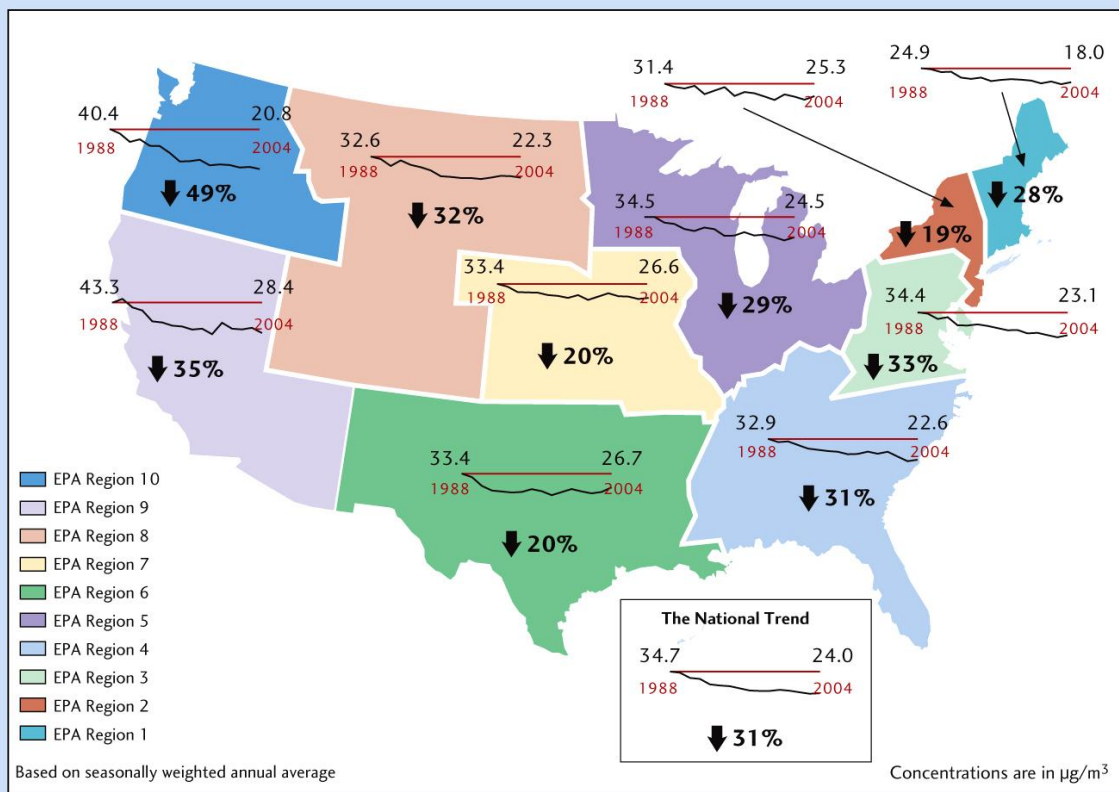 31.4 25.3
1988 2004
24.9 18.0
1988 2004
40.4 20.8
1988 2004
49%
32.6 22.3
1988 2004
32%
34.5 24.5
1988 2004
29%
28%
19%
43.3 28.4
1988 2004
35%
33.4 26.6
1988 2004
20%
34.4 23.1
1988 2004
33%
33.4 26.7
1988 2004
20%
32.9 22.6
1988 2004
31%
EPA Region 10
EPA Region 9
EPA Region 8
EPA Region 7
EPA Region 6
EPA Region 5
EPA Region 4
EPA Region 3
EPA Region 2
EPA Region 1
The National Trend
34.7 24.0
1988 2004
31%
Based on seasonally weighted annual average
Concentrations are in µg/m³